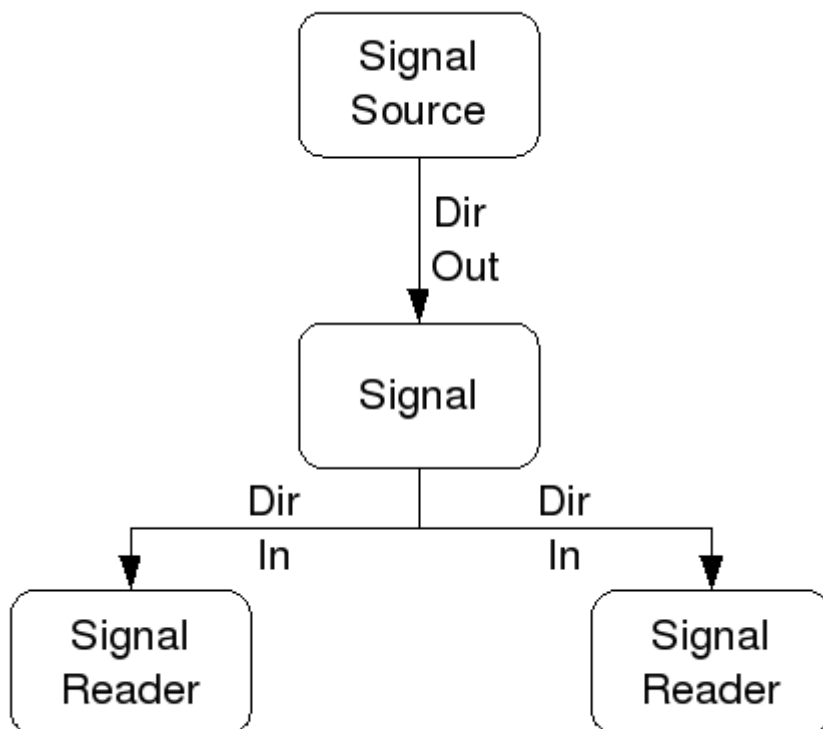 Signal
Source
Dir
Out
Signal
Dir
In
Dir
In
Signal
Reader
Signal
Reader